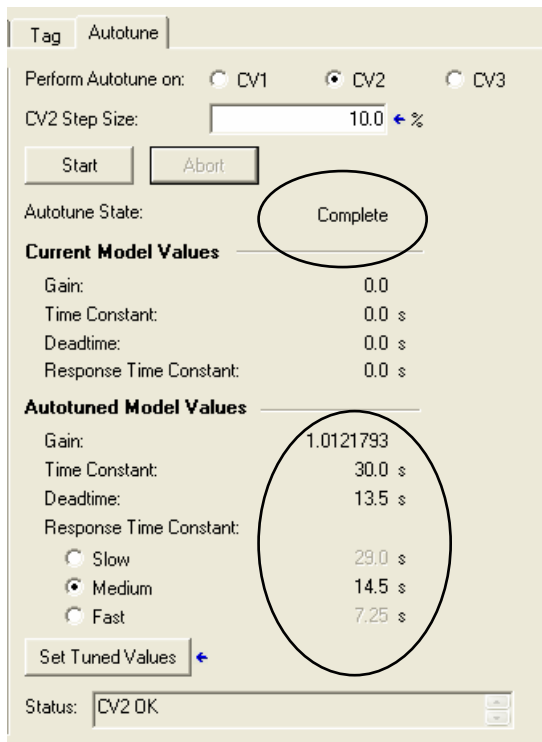 Tag Autotune
Perform Autotune on: CV1 CV2 CV3
CV2 Step Size: 10.0 %
Start Abort
Autotune State: Complete
Current Model Values
Gain: 0.0
Time Constant: 0.0 s
Deadtime: 0.0 s
Response Time Constant: 0.0 s
Autotuned Model Values
Gain: 1.0121793
Time Constant: 30.0 s
Deadtime: 13.5 s
Response Time Constant:
Slow 29.0 s
Medium 14.5 s
Fast 7.25 s
Set Tuned Values
Status: CV2 OK